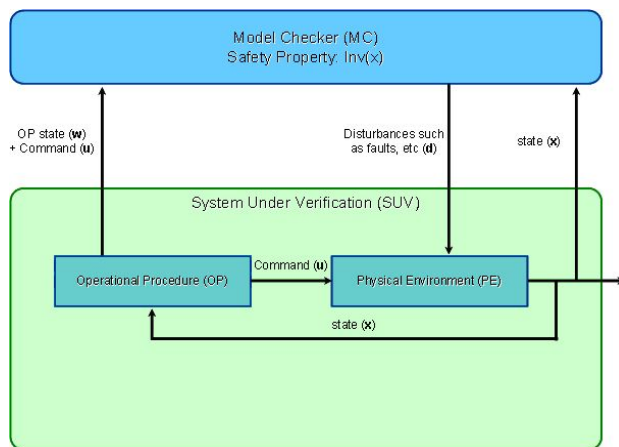 Model Checker (MC)
Safety Property: Inv(x)
OP state (w)
+ Command (u)
Disturbances such
as faults, etc (d)
state (x)
System Under Verification (SUV)
Operational Procedure (OP)
Command (u)
Physical Environment (PE)
state (x)